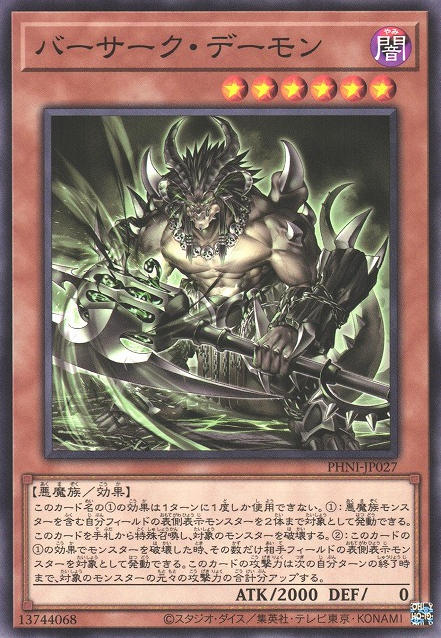 バーサーク・デーモン
やみ
闇
PHNI-JP027
【悪魔族/効果】
このカード名の①の効果は1ターンに1度しか使用できない。①:悪魔族モンス
ターを含む自分フィールドの表側表示モンスターを2体まで対象として発動できる。
このカードを手札から特殊召喚し対象のモンスターを破壊する。②:このカード
の①の効果でモンスターを破壊した時、その数だけ相手フィールドの表側表示モン
スターを対象として発動できる。このカードの攻撃力は次の自分ターンの終了時
まで、対象のモンスターの元々の攻撃力の合計分アップする。
ATK/2000 DEF/ 0
13744068
©スタジオ・ダイス/集英社・テレビ東京・KONAMI